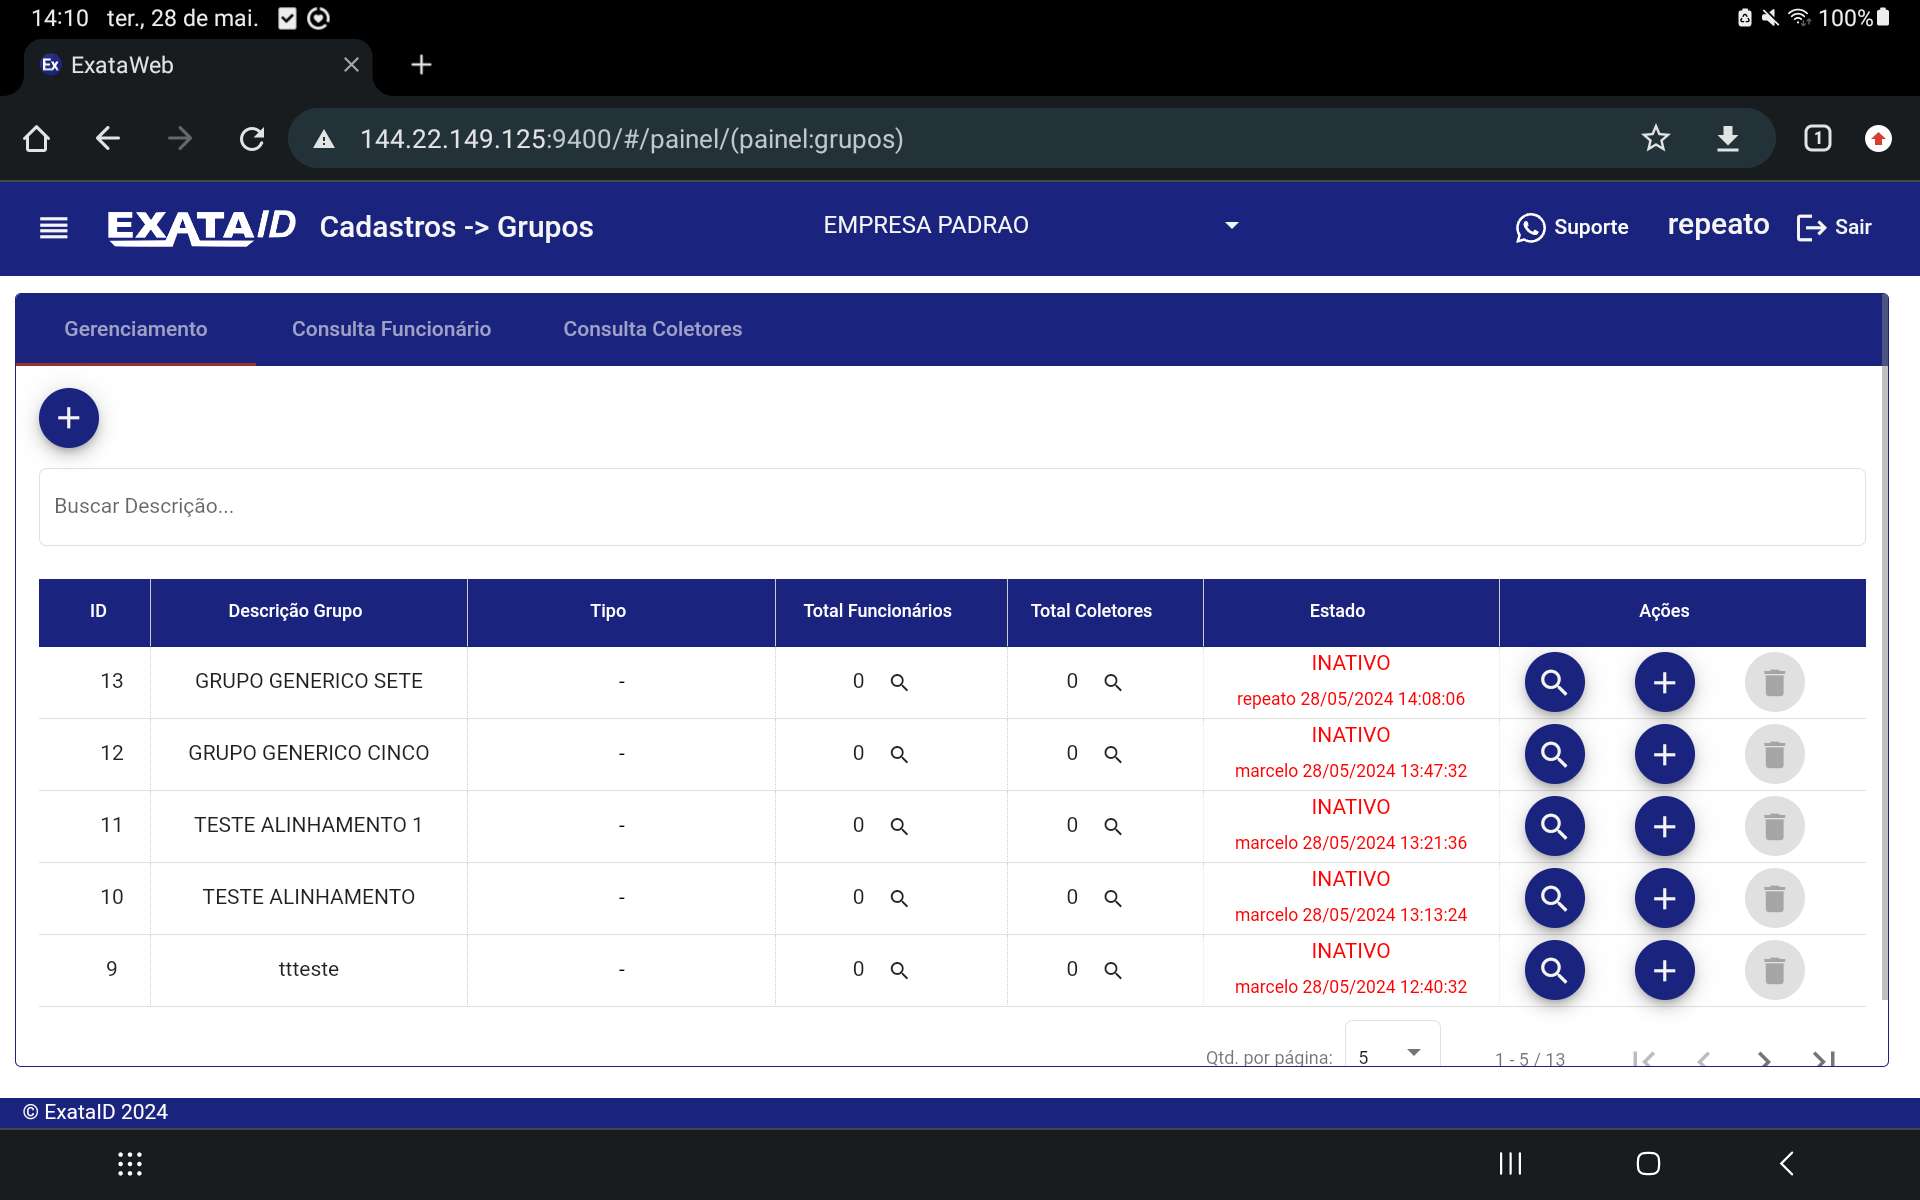 14:10 ter., 28 de mai. 100%
Ex ExataWeb
144.22.149.125:9400/#/painel/(painel:grupos) 1
EXATAID Cadastros -> Grupos EMPRESA PADRAO Suporte repeato Sair
Gerenciamento Consulta Funcionário Consulta Coletores
Buscar Descrição...
ID Descrição Grupo Tipo Total Funcionários Total Coletores Estado Ações
13 GRUPO GENERICO SETE - 0 0 INATIVO
repeato 28/05/2024 14:08:06
12 GRUPO GENERICO CINCO - 0 0 INATIVO
marcelo 28/05/2024 13:47:32
11 TESTE ALINHAMENTO 1 - 0 0 INATIVO
marcelo 28/05/2024 13:21:36
10 TESTE ALINHAMENTO - 0 0 INATIVO
marcelo 28/05/2024 13:13:24
9 ttteste - 0 0 INATIVO
marcelo 28/05/2024 12:40:32
Qtd. por página: 5 1 - 5 / 13
© ExataID 2024